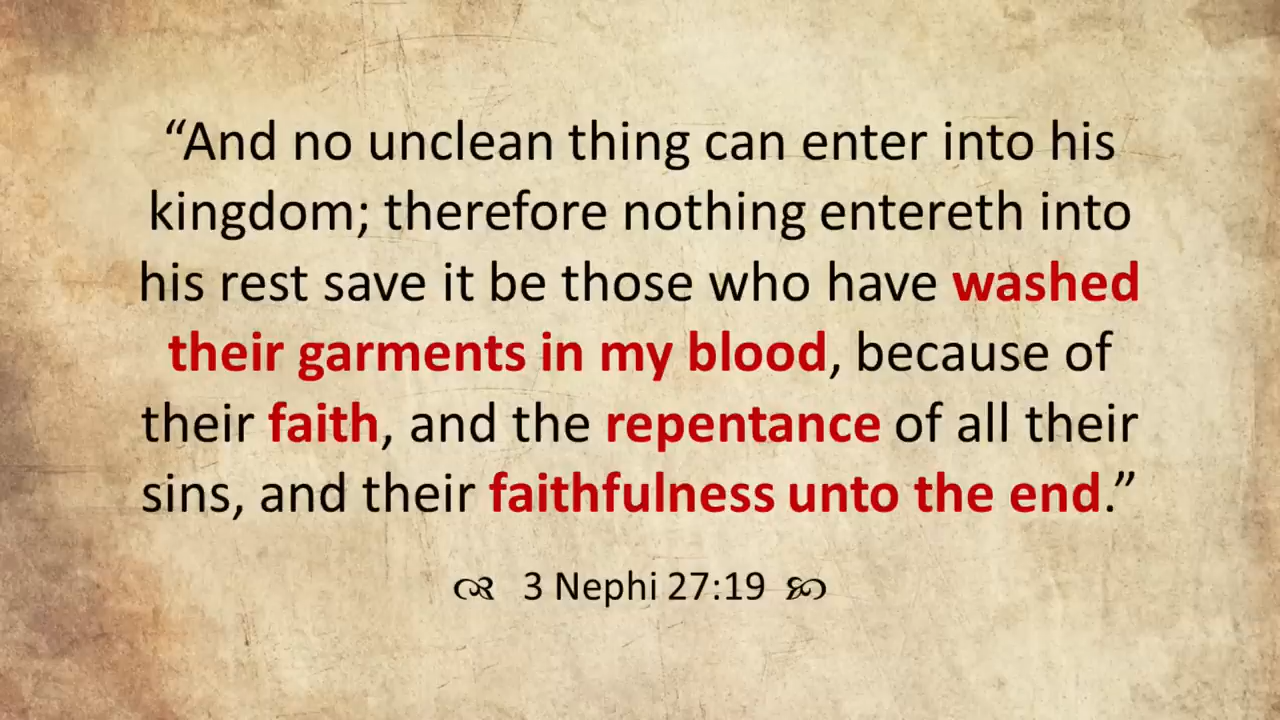 “And no unclean thing can enter into his
kingdom; therefore nothing entereth into
his rest save it be those who have washed
their garments in my blood, because of
their faith, and the repentance of all their
sins, and their faithfulness unto the end.”
3 Nephi 27:19